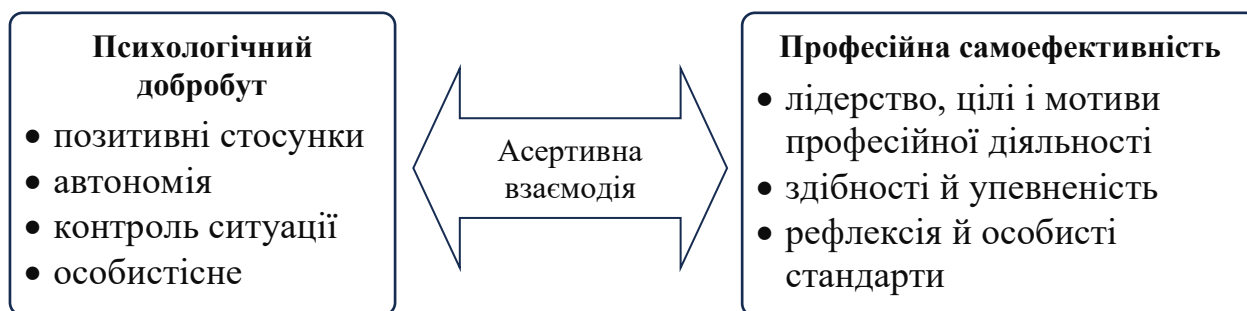 Психологічний
добробут
• позитивні стосунки
• автономія
• контроль ситуації
• особистісне
Асертивна
взаємодія
Професійна самоефективність
• лідерство, цілі і мотиви
професійної діяльності
• здібності й упевненість
• рефлексія й особисті
стандарти